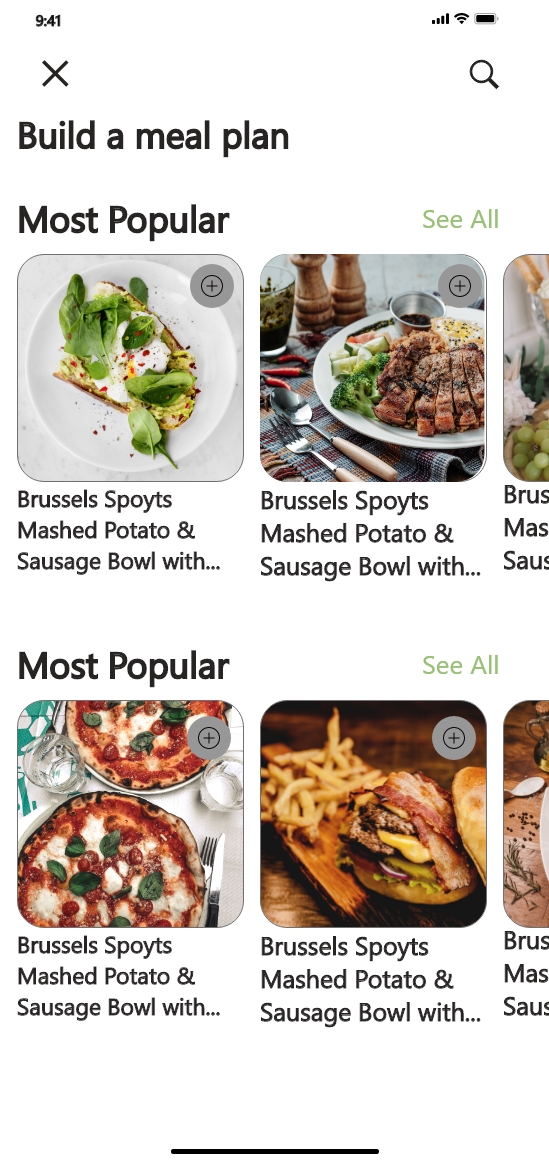 9:41
Build a meal plan
Most Popular
See All
Brussels Spoyts
Mashed Potato &
Sausage Bowl with...
Brussels Spoyts
Mashed Potato &
Sausage Bowl with...
Brus
Mas
Saus
Most Popular
See All
Brussels Spoyts
Mashed Potato &
Sausage Bowl with...
Brussels Spoyts
Mashed Potato &
Sausage Bowl with...
Brus
Mas
Saus